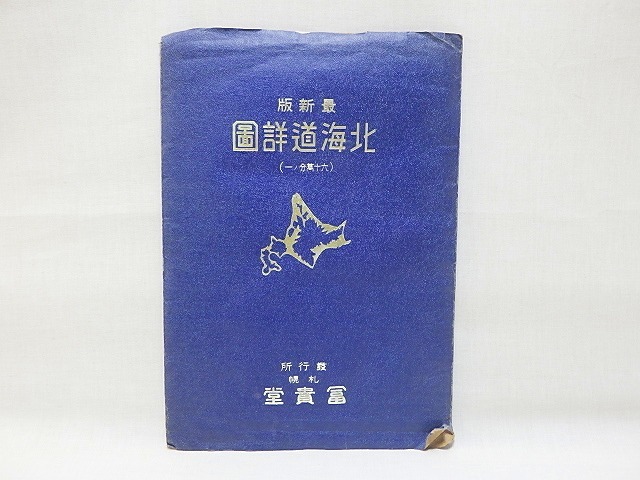 最新版
北海道詳圖
(六十萬分ノ一)
發行所
札幌
冨貴堂